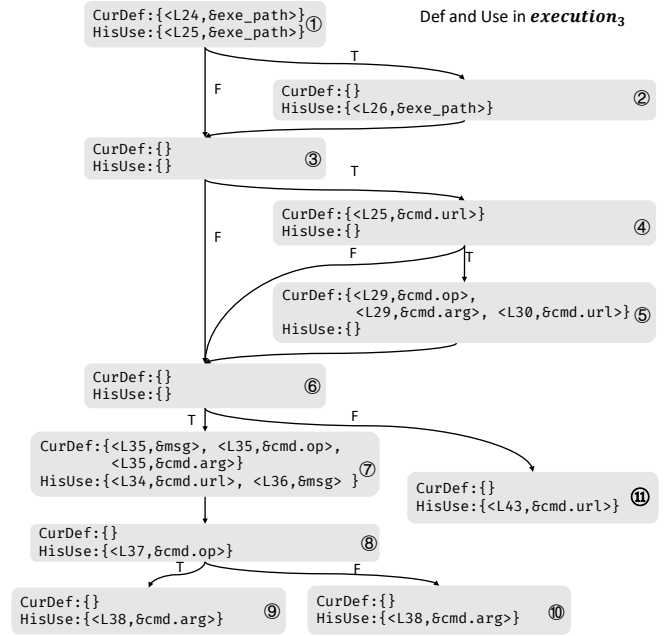 CurDef:{<L24,&exe_path>}
HisUse:{<L25,&exe_path>}
①
Def and Use in execution3
T
F
CurDef:{}
HisUse:{<L26,&exe_path>}
②
CurDef:{}
HisUse:{}
③
T
F
CurDef:{<L25,&cmd.url>}
HisUse:{}
④
F
T
CurDef:{<L29,&cmd.op>,
<L29,&cmd.arg>, <L30,&cmd.url>}
HisUse:{}
⑤
CurDef:{}
HisUse:{}
⑥
T
F
CurDef:{<L35,&msg>, <L35,&cmd.op>,
<L35,&cmd.arg>}
HisUse:{<L34,&cmd.url>, <L36,&msg> }
⑦
CurDef:{}
HisUse:{<L43,&cmd.url>}
⑪
CurDef:{}
HisUse:{<L37,&cmd.op>}
⑧
T
F
CurDef:{}
HisUse:{<L38,&cmd.arg>}
⑨
CurDef:{}
HisUse:{<L38,&cmd.arg>}
⑩